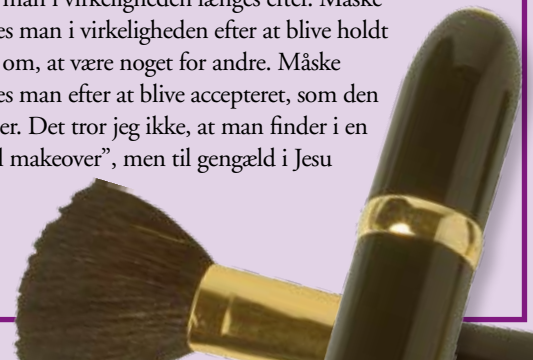 man i virkeligheden længes efter. Måske
es man i virkeligheden efter at blive holdt
om, at være noget for andre. Måske
es man efter at blive accepteret, som den
er. Det tror jeg ikke, at man finder i en
l makeover”, men til gengæld i Jesu